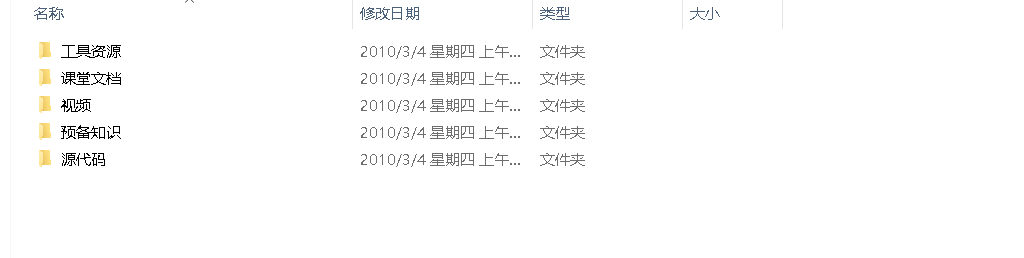 名称 修改日期 类型 大小
工具资源 2010/3/4 星期四 上午... 文件夹
课堂文档 2010/3/4 星期四 上午... 文件夹
视频 2010/3/4 星期四 上午... 文件夹
预备知识 2010/3/4 星期四 上午... 文件夹
源代码 2010/3/4 星期四 上午... 文件夹